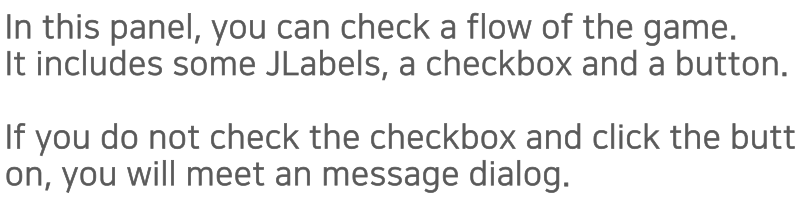 In this panel, you can check a flow of the game.
It includes some JLabels, a checkbox and a button.
If you do not check the checkbox and click the butt
on, you will meet an message dialog.